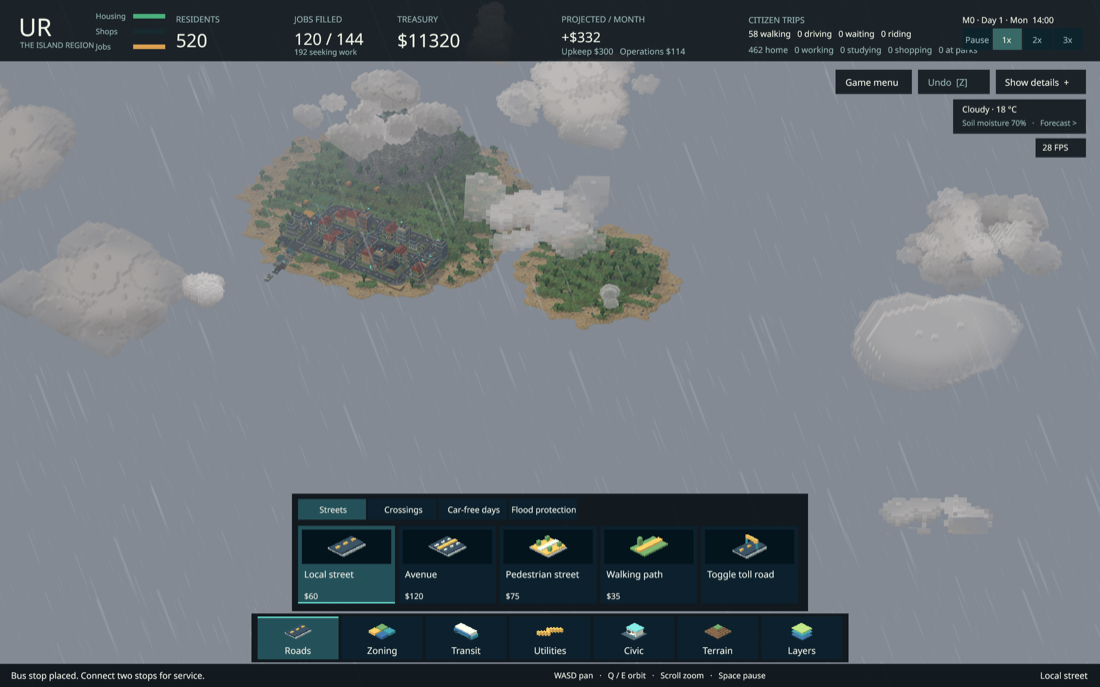 UR
THE ISLAND REGION
Housing
Shops
Jobs
RESIDENTS
520
JOBS FILLED
120 / 144
192 seeking work
TREASURY
$11320
PROJECTED / MONTH
+$332
Upkeep $300 Operations $114
CITIZEN TRIPS
58 walking 0 driving 0 waiting 0 riding
462 home 0 working 0 studying 0 shopping 0 at parks
M0 · Day 1 · Mon 14:00
Pause 1x 2x 3x
Game menu
Undo [Z]
Show details +
Cloudy · 18 °C
Soil moisture 70% · Forecast >
28 FPS
Streets Crossings Car-free days Flood protection
Local street
$60
Avenue
$120
Pedestrian street
$75
Walking path
$35
Toggle toll road
Roads Zoning Transit Utilities Civic Terrain Layers
Bus stop placed. Connect two stops for service.
WASD pan · Q / E orbit · Scroll zoom · Space pause
Local street